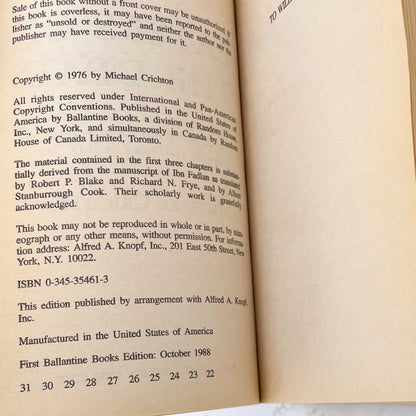 Sale of this book without a front cover may be unauthorized. If
this book is coverless, it may have been reported to the pub-
lisher as "unsold or destroyed" and neither the author nor the
publisher may have received payment for it.
Copyright © 1976 by Michael Crichton
All rights reserved under International and Pan-American
Copyright Conventions. Published in the United States of
America by Ballantine Books, a division of Random House,
Inc., New York, and simultaneously in Canada by Random
House of Canada Limited, Toronto.
The material contained in the first three chapters is substan-
tially derived from the manuscript of Ibn Fadlan as translated
by Robert P. Blake and Richard N. Frye, and by Albert
Stanburrough Cook. Their scholarly work is gratefully
acknowledged.
This book may not be reproduced in whole or in part, by mim-
eograph or any other means, without permission. For informa-
tion address: Alfred A. Knopf, Inc., 201 East 50th Street, New
York, N.Y. 10022.
ISBN 0-345-35461-3
This edition published by arrangement with Alfred A. Knopf,
Inc.
Manufactured in the United States of America
First Ballantine Books Edition: October 1988
31 30 29 28 27 26 25 24 23 22
TO WILL